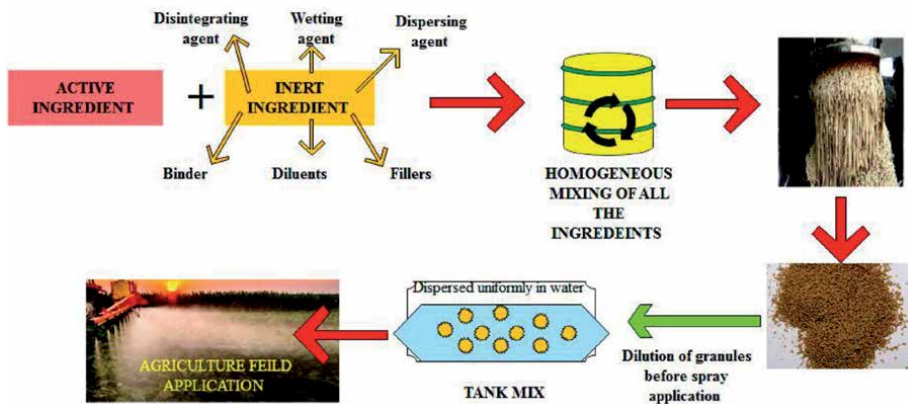 Disintegrating
agent
Wetting
agent
Dispersing
agent
ACTIVE
INGREDIENT
+
INERT
INGREDIENT
Binder
Diluents
Fillers
HOMOGENEOUS
MIXING OF ALL
THE
INGREDEINTS
Dispersed uniformly in water
AGRICULTURE FEILD
APPLICATION
TANK MIX
Dilution of granules
before spray
application